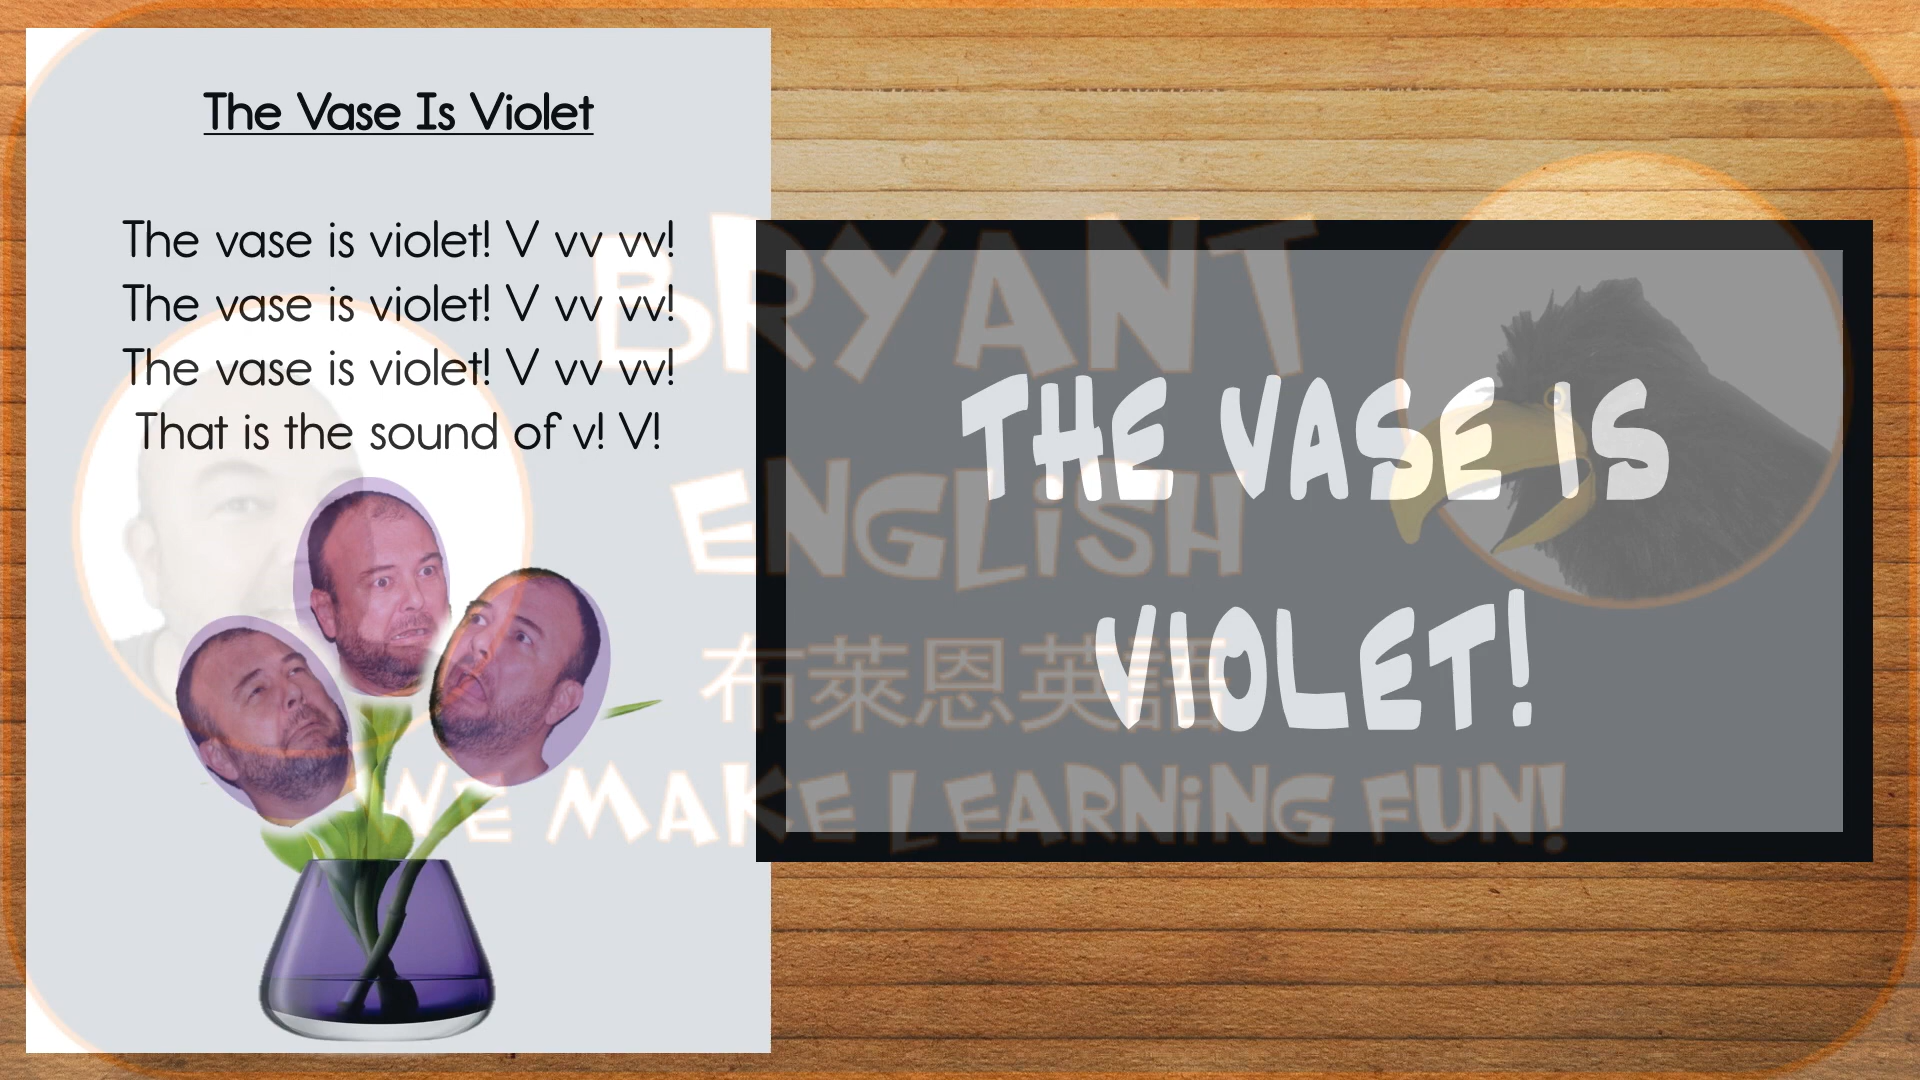 The Vase Is Violet
The vase is violet! V vv vv!
The vase is violet! V vv vv!
The vase is violet! V vv vv!
That is the sound of v! V!
THE VASE IS
VIOLET!
BRYANT
ENGLiSH
布萊恩英語
WE MAKE LEARNiNG FUN!